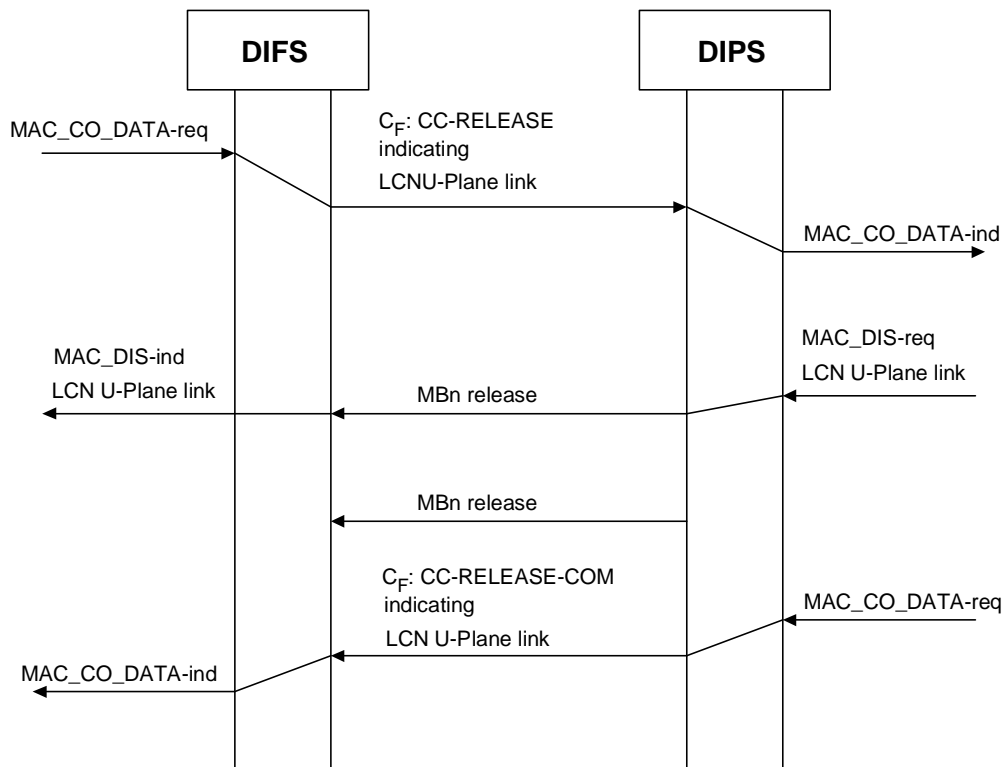 DIFS
DIPS
MAC_CO_DATA-req
CF: CC-RELEASE
indicating
LCNU-Plane link
MAC_CO_DATA-ind
MAC_DIS-ind
LCN U-Plane link
MAC_DIS-req
LCN U-Plane link
MBn release
MBn release
CF: CC-RELEASE-COM
indicating
LCN U-Plane link
MAC_CO_DATA-req
MAC_CO_DATA-ind